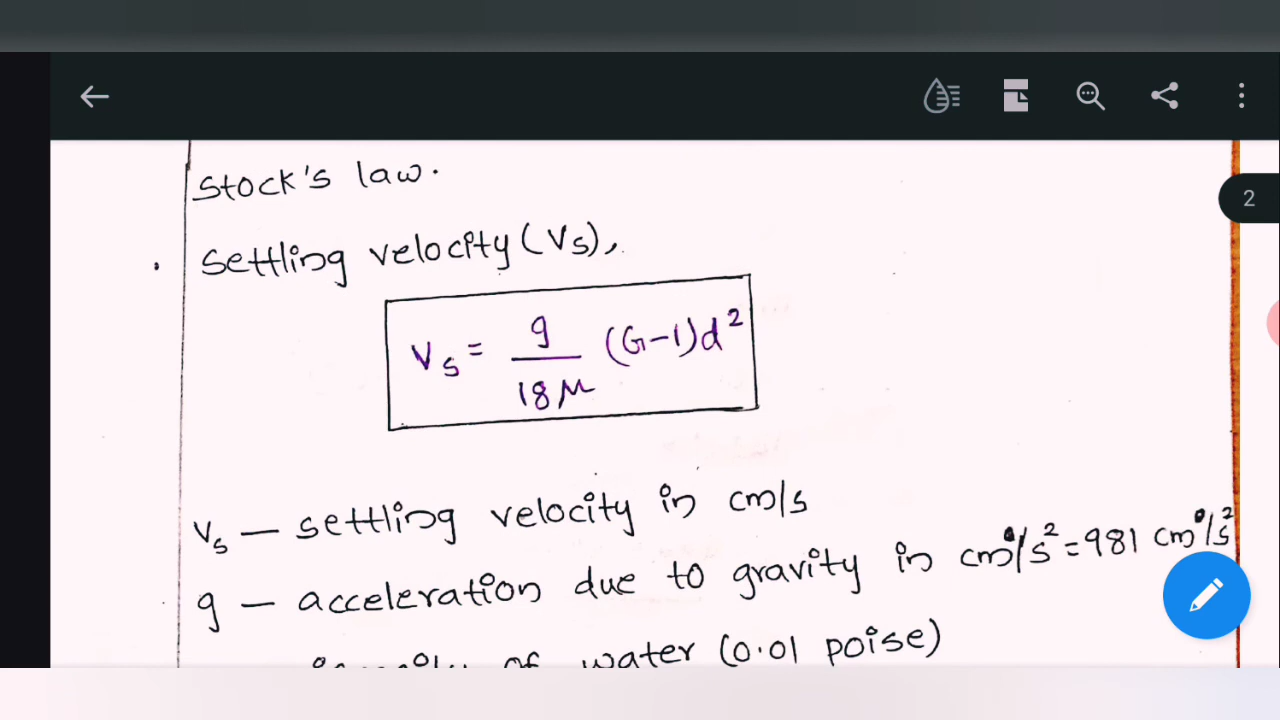 2
Stock's law.
. Settling velocity (Vs),
Vs = g/18μ (G-1)d²
Vs — settling velocity in cm/s
g — acceleration due to gravity in cm/s² = 981 cm/s²
of water (0.01 poise)